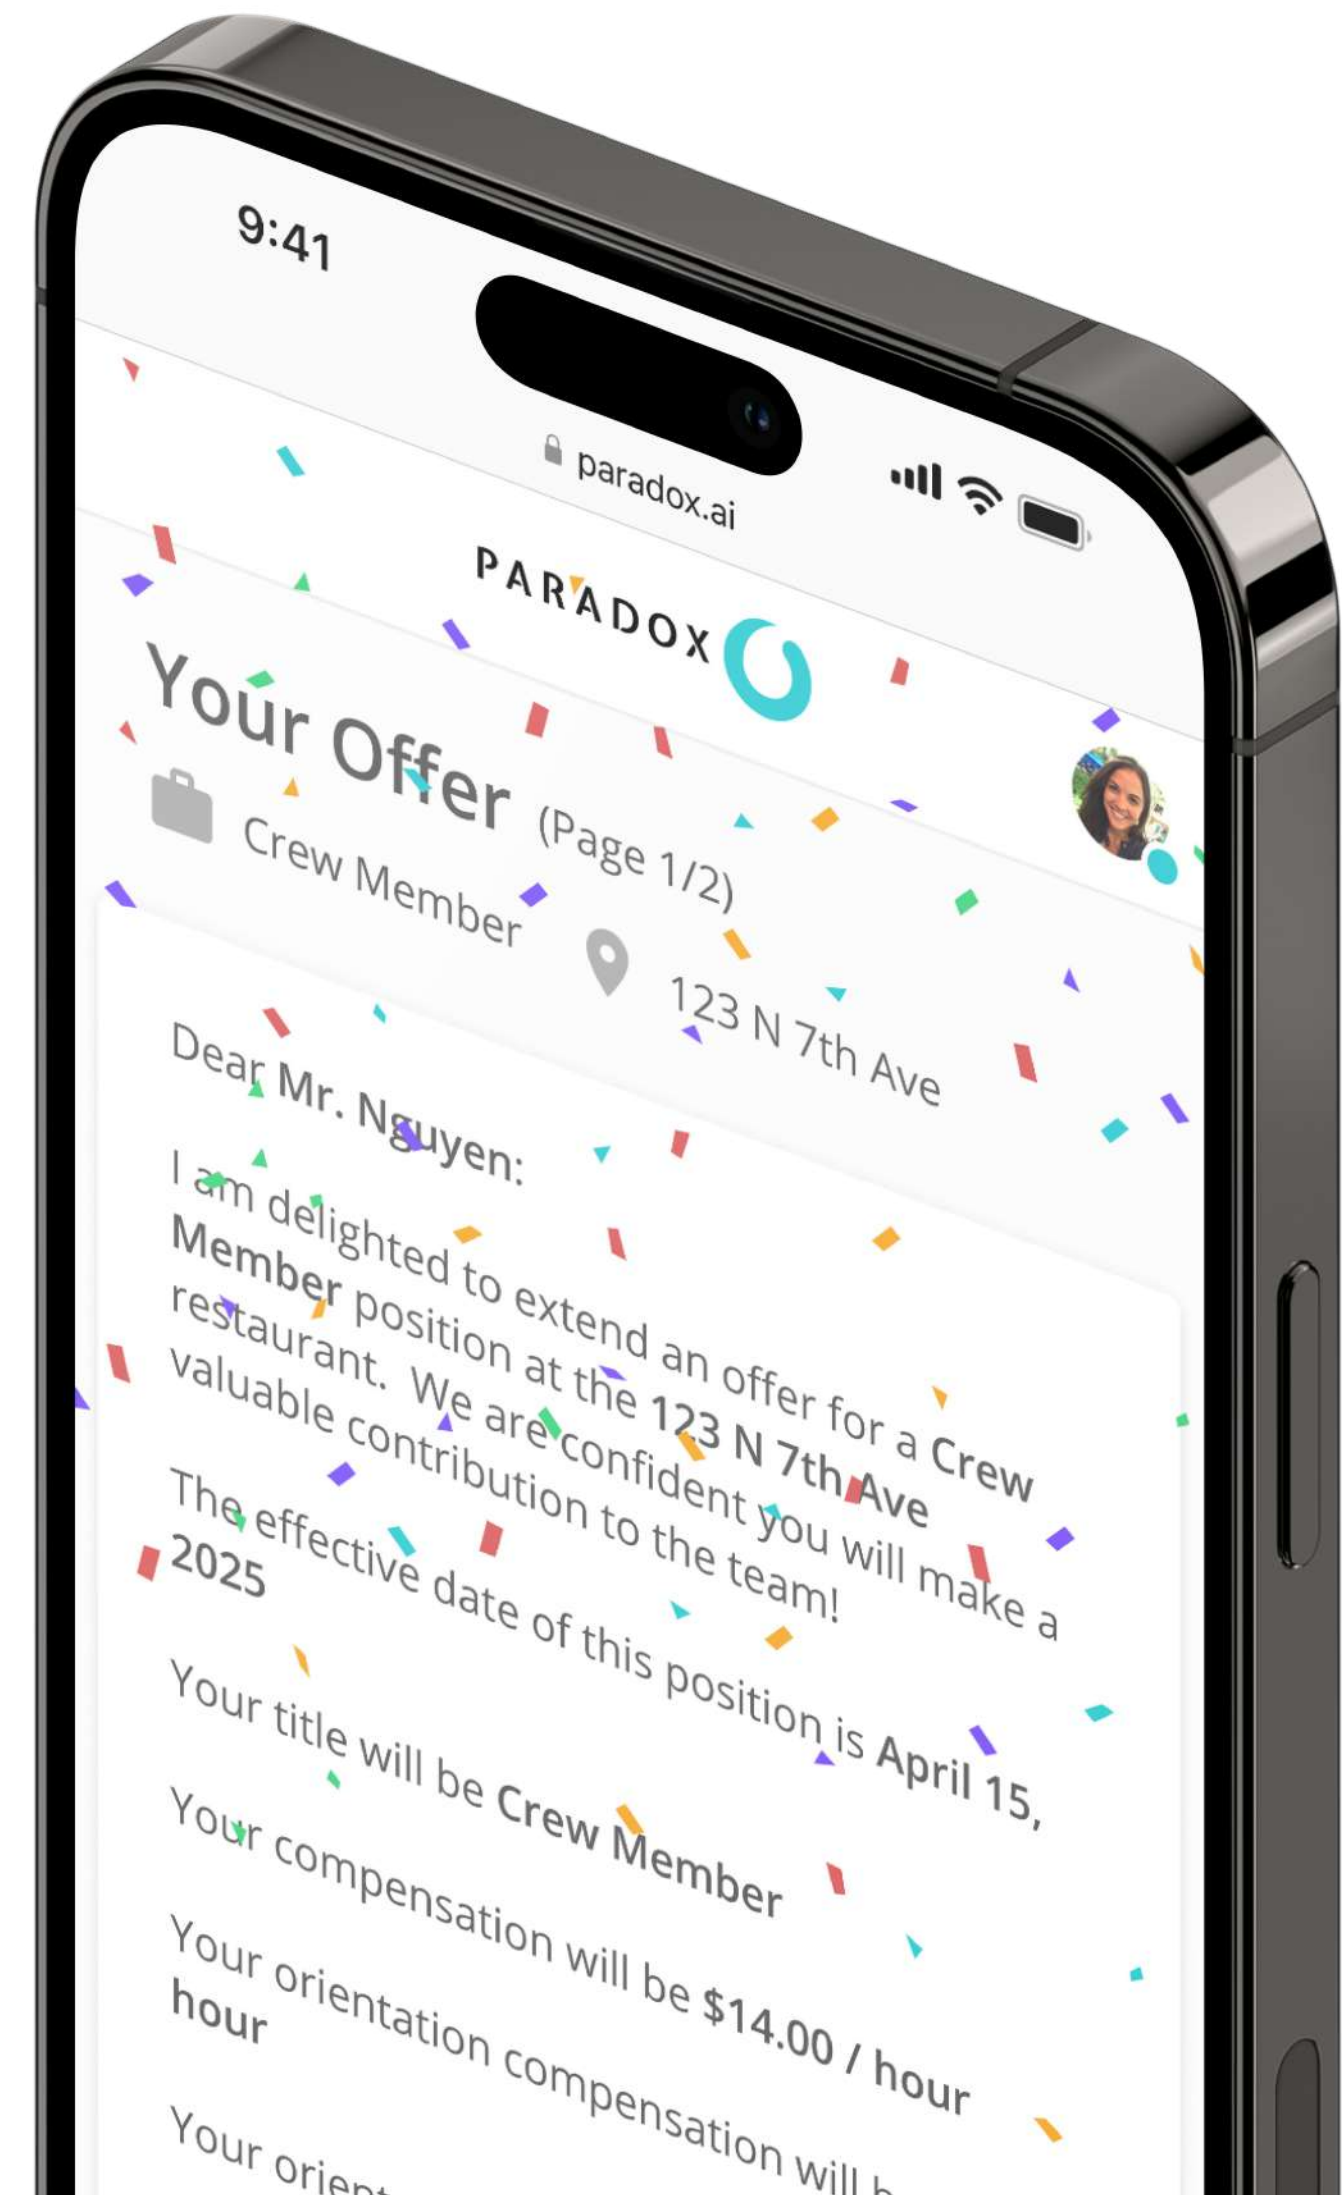 9:41
paradox.ai
PARADOX
Your Offer (Page 1/2)
Crew Member
123 N 7th Ave
Dear Mr. Nguyen:
I am delighted to extend an offer for a Crew
Member position at the 123 N 7th Ave
restaurant. We are confident you will make a
valuable contribution to the team!
The effective date of this position is April 15,
2025
Your title will be Crew Member
Your compensation will be $14.00 / hour
Your orientation compensation will
hour
Your